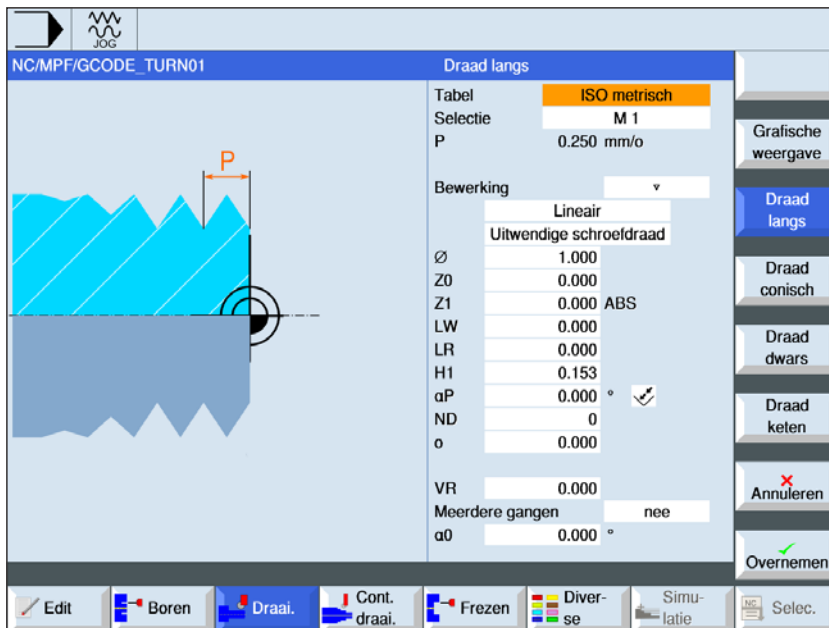 JOG
NC/MPF/GCODE_TURN01
Draad langs
Tabel ISO metrisch
Selectie M 1
P 0.250 mm/o
P
Bewerking ▿
Lineair
Uitwendige schroefdraad
Ø 1.000
Z0 0.000
Z1 0.000 ABS
LW 0.000
LR 0.000
H1 0.153
αP 0.000 °
ND 0
o 0.000
VR 0.000
Meerdere gangen nee
α0 0.000 °
Grafische
weergave
Draad
langs
Draad
conisch
Draad
dwars
Draad
keten
Annuleren
Overnemen
Edit
Boren
Draai.
Cont.
draai.
Frezen
Diver-
se
Simu-
latie
NC
Selec.